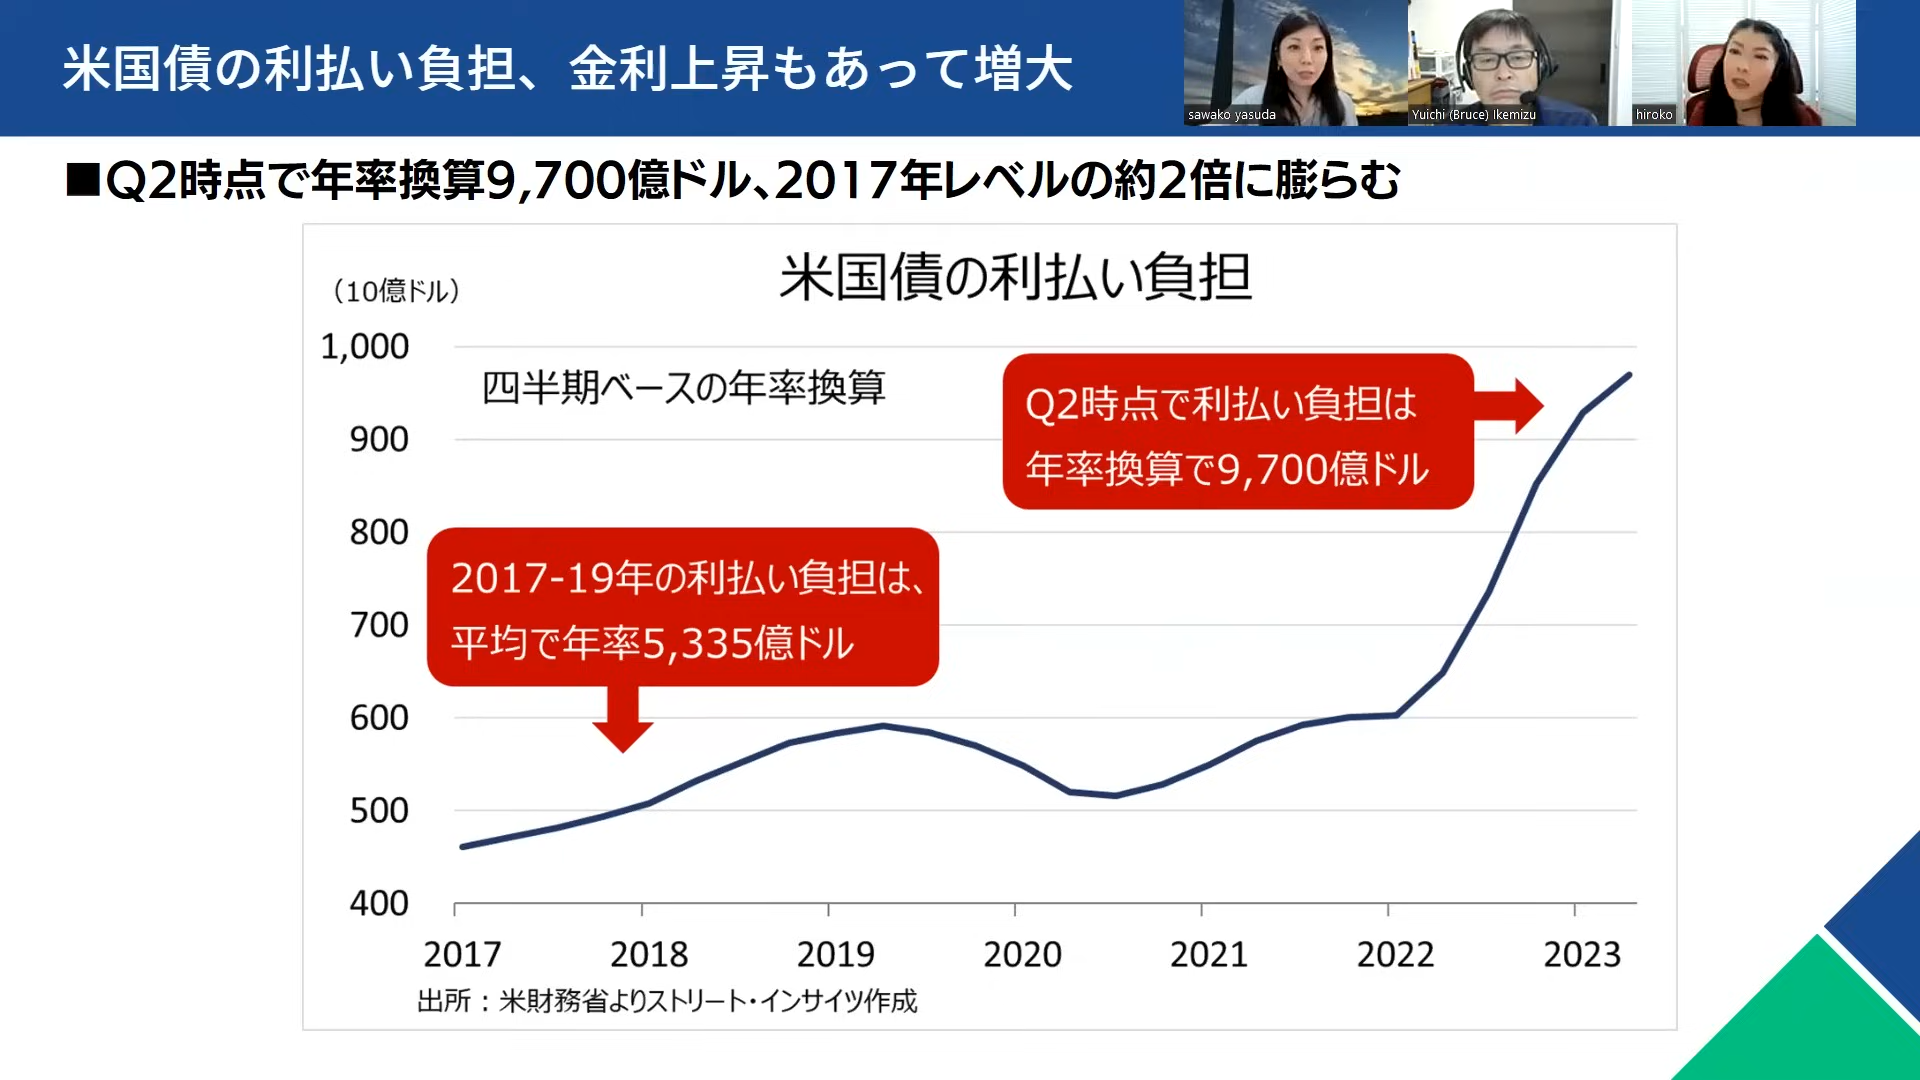 米国債の利払い負担、金利上昇もあって増大
sawako yasuda
Yuichi (Bruce) Ikemizu
hiroko
■Q2時点で年率換算9,700億ドル、2017年レベルの約2倍に膨らむ
米国債の利払い負担
（10億ドル）
四半期ベースの年率換算
Q2時点で利払い負担は
年率換算で9,700億ドル
2017-19年の利払い負担は、
平均で年率5,335億ドル
1,000
900
800
700
600
500
400
2017 2018 2019 2020 2021 2022 2023
出所：米財務省よりストリート・インサイツ作成